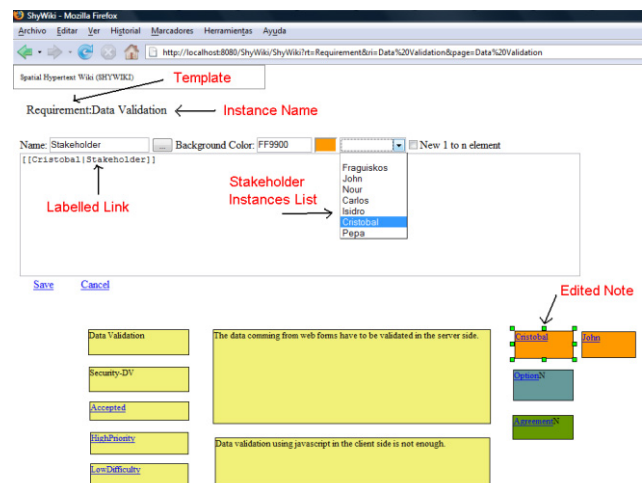 ShyWiki - Mozilla Firefox
Archivo Editar Ver Historial Marcadores Herramientas Ayuda
http://localhost:8080/ShyWiki/ShyWiki?rt=Requirement&ri=Data%20Validation&page=Data%20Validation
Spatial Hypertext Wiki (SHYWIKI)
Template
Requirement:Data Validation
Instance Name
Name: Stakeholder ... Background Color: FF9900 New 1 to n element
[[Cristobal|Stakeholder]]
Labelled Link
Stakeholder
Instances List
Fraguiskos
John
Nour
Carlos
Isidro
Cristobal
Pepa
Save Cancel
Edited Note
Data Validation
The data comming from web forms have to be validated in the server side.
Cristobal
John
Security-DV
OptionN
Accepted
AgreementN
HighPriority
Data validation using javascript in the client side is not enough.
LowDifficulty